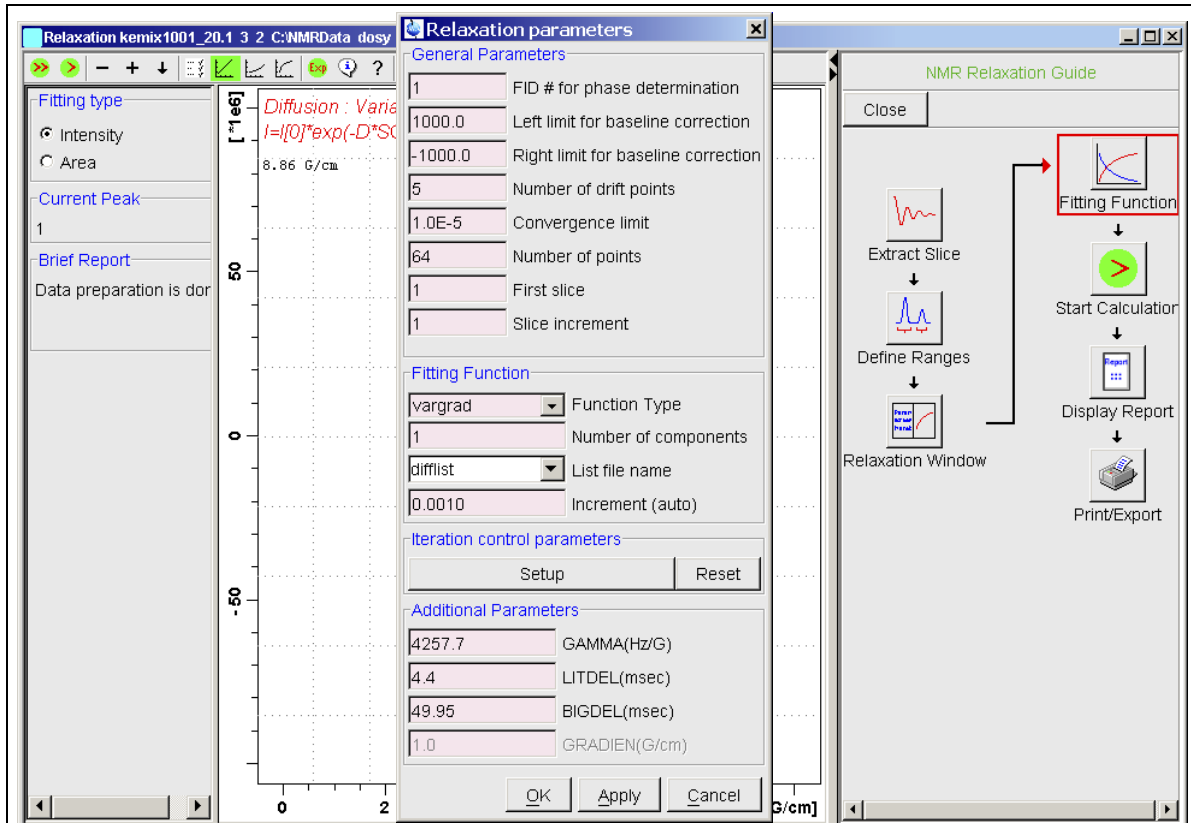 Relaxation kemix1001_20.1 3 2 C:\NMRData dosy
Exp
?
Fitting type
Intensity
Area
Current Peak
1
Brief Report
Data preparation is dor
[ *1e6]
50
0
- 50
Diffusion : Varia
I=I[0]*exp(-D*SQ
8.86 G/cm
0
2
G/cm]
Relaxation parameters
General Parameters
1 FID # for phase determination
1000.0 Left limit for baseline correction
-1000.0 Right limit for baseline correction
5 Number of drift points
1.0E-5 Convergence limit
64 Number of points
1 First slice
1 Slice increment
Fitting Function
vargrad Function Type
1 Number of components
difflist List file name
0.0010 Increment (auto)
Iteration control parameters
Setup Reset
Additional Parameters
4257.7 GAMMA(Hz/G)
4.4 LITDEL(msec)
49.95 BIGDEL(msec)
1.0 GRADIEN(G/cm)
OK Apply Cancel
NMR Relaxation Guide
Close
Extract Slice
Define Ranges
Relaxation Window
Fitting Function
Start Calculation
Report
Display Report
Print/Export